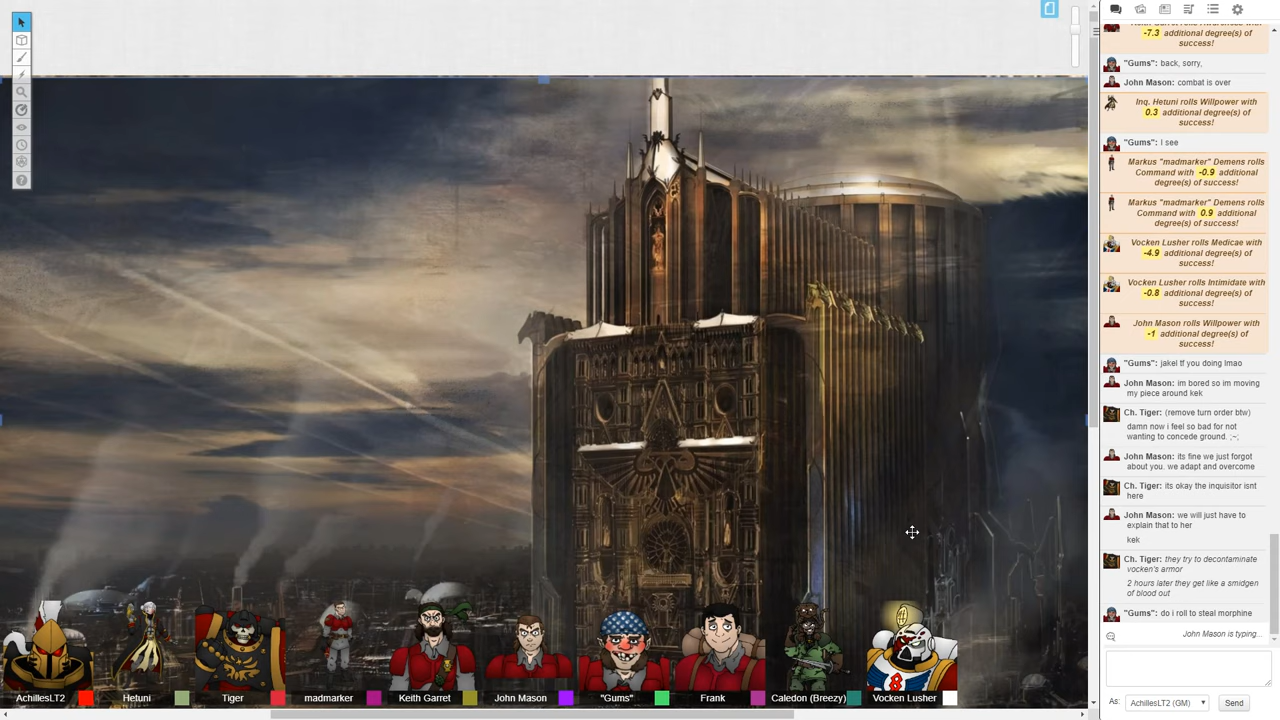 -7.3 additional degree(s) of
success!
"Gums": back, sorry,
John Mason: combat is over
Inq. Hetuni rolls Willpower with
0.3 additional degree(s) of
success!
"Gums": I see
Markus "madmarker" Demens rolls
Command with -0.9 additional
degree(s) of success!
Markus "madmarker" Demens rolls
Command with 0.9 additional
degree(s) of success!
Vocken Lusher rolls Medicae with
-4.9 additional degree(s) of
success!
Vocken Lusher rolls Intimidate with
-0.8 additional degree(s) of
success!
John Mason rolls Willpower with
-1 additional degree(s) of
success!
"Gums": jakel tf you doing lmao
John Mason: im bored so im moving
my piece around kek
Ch. Tiger: (remove turn order btw)
damn now i feel so bad for not
wanting to concede ground. ;~;
John Mason: its fine we just forgot
about you. we adapt and overcome
Ch. Tiger: its okay the inquisitor isnt
here
John Mason: we will just have to
explain that to her
kek
Ch. Tiger: they try to decontaminate
vocken's armor
2 hours later they get like a smidgen
of blood out
"Gums": do i roll to steal morphine
John Mason is typing...
As: AchillesLT2 (GM) Send
AchillesLT2 Hetuni Tiger madmarker Keith Garret John Mason "Gums" Frank Caledon (Breezy) Vocken Lusher